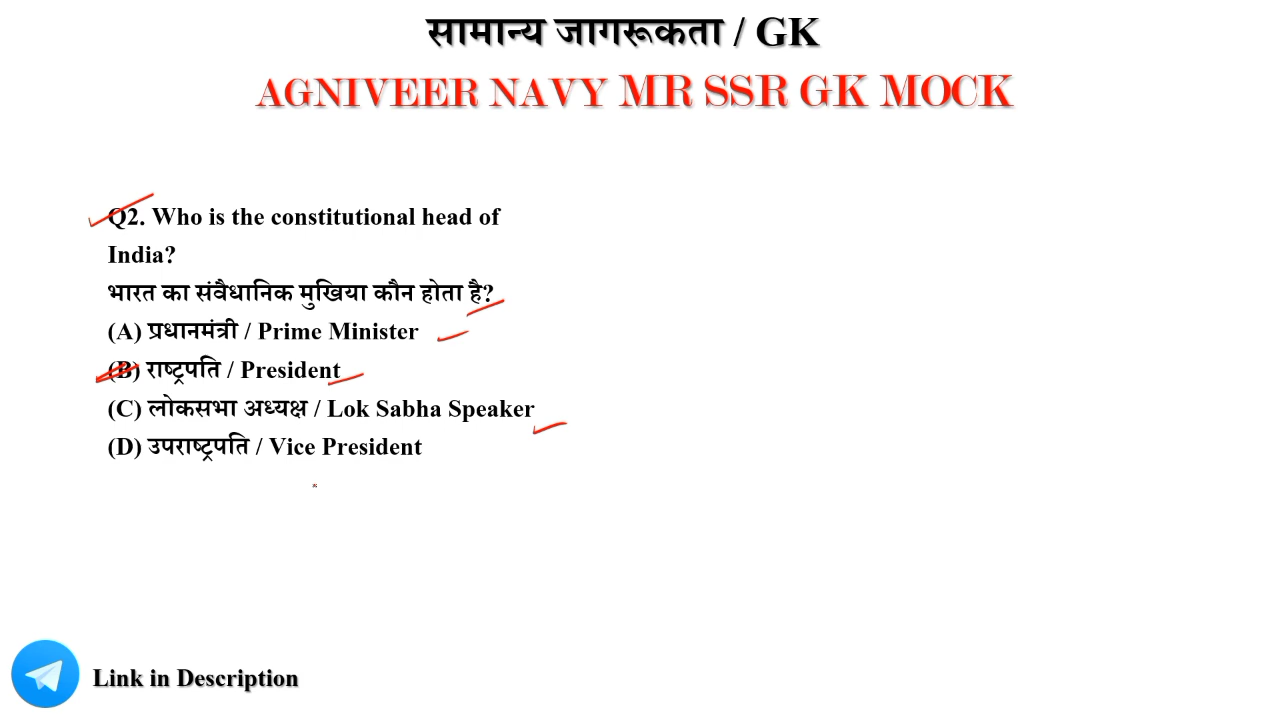 सामान्य जागरूकता / GK
AGNIVEER NAVY MR SSR GK MOCK
Q2. Who is the constitutional head of
India?
भारत का संवैधानिक मुखिया कौन होता है?
(A) प्रधानमंत्री / Prime Minister
(B) राष्ट्रपति / President
(C) लोकसभा अध्यक्ष / Lok Sabha Speaker
(D) उपराष्ट्रपति / Vice President
Link in Description